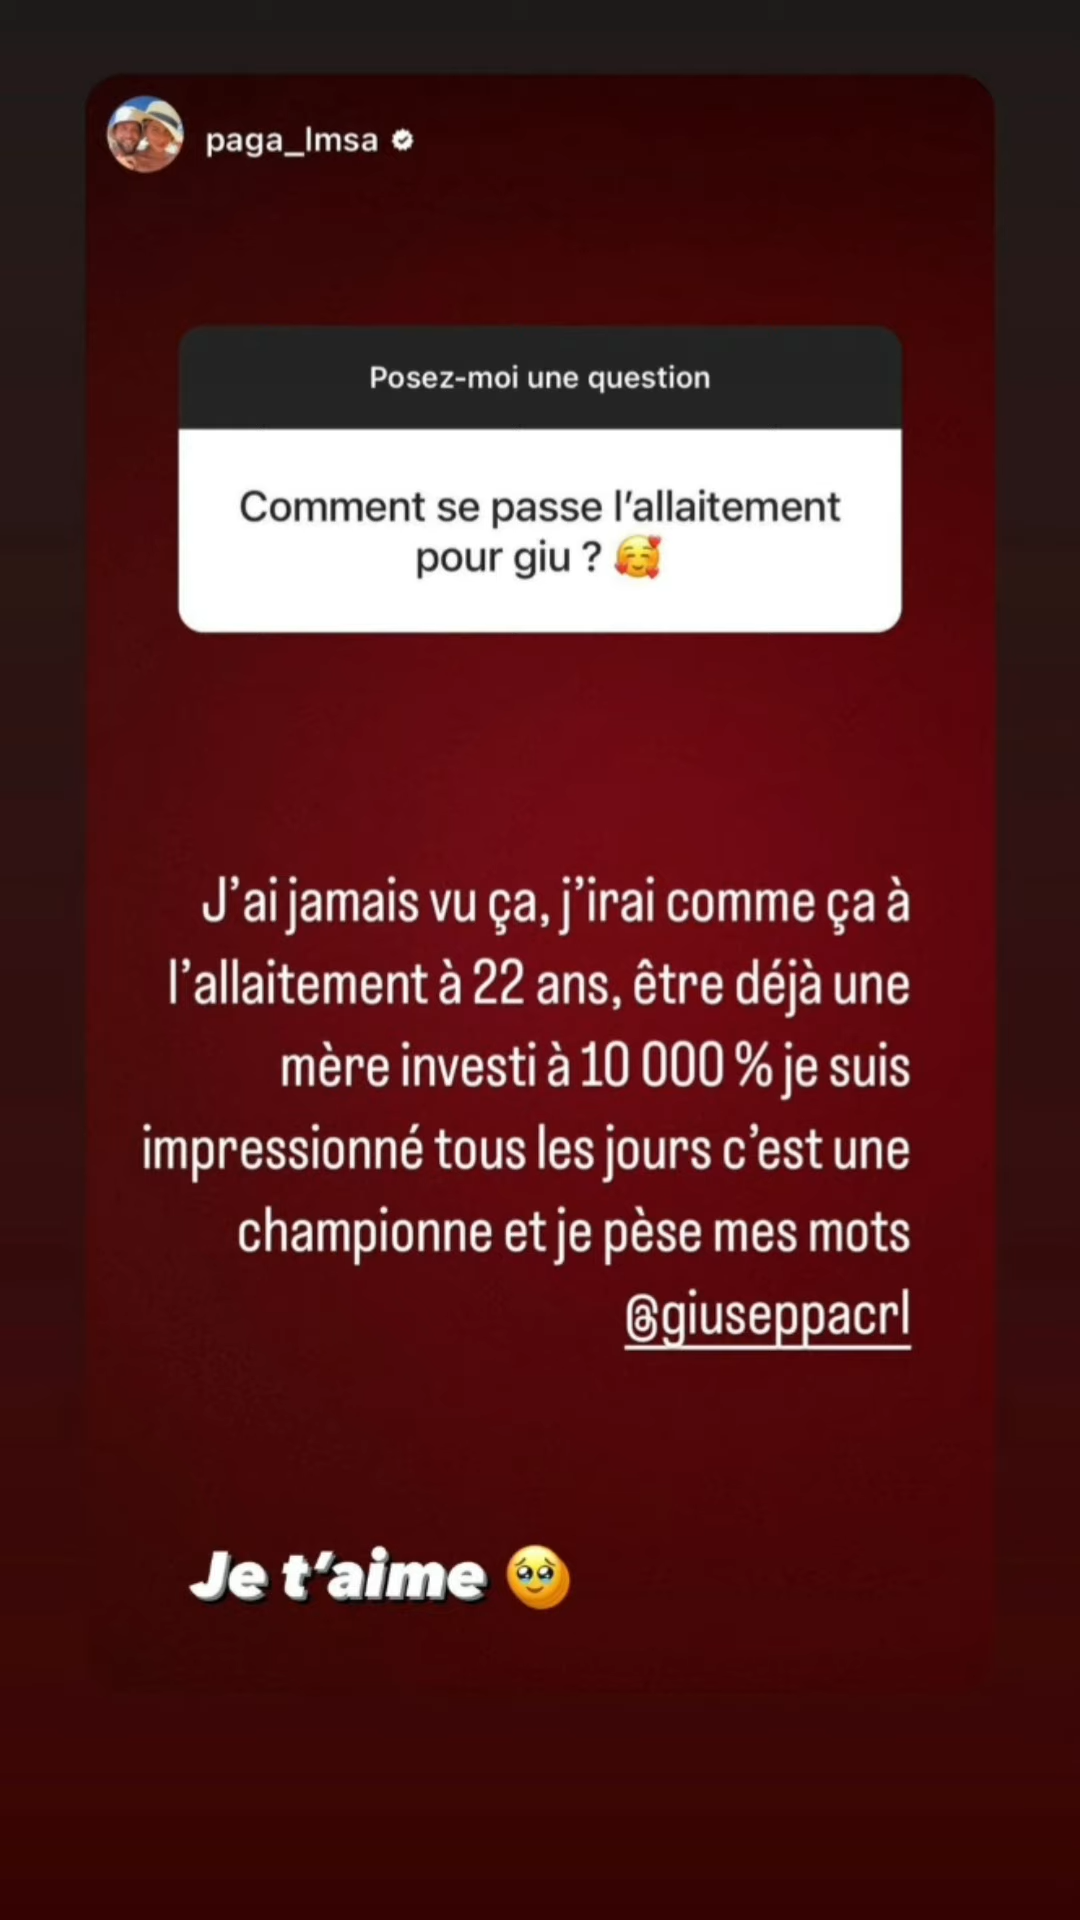 paga_lmsa
Posez-moi une question
Comment se passe l'allaitement
pour giu ? 🥰
J'ai jamais vu ça, j'irai comme ça à
l'allaitement à 22 ans, être déjà une
mère investi à 10 000 % je suis
impressionné tous les jours c'est une
championne et je pèse mes mots
@giuseppacrl
Je t'aime 🥹